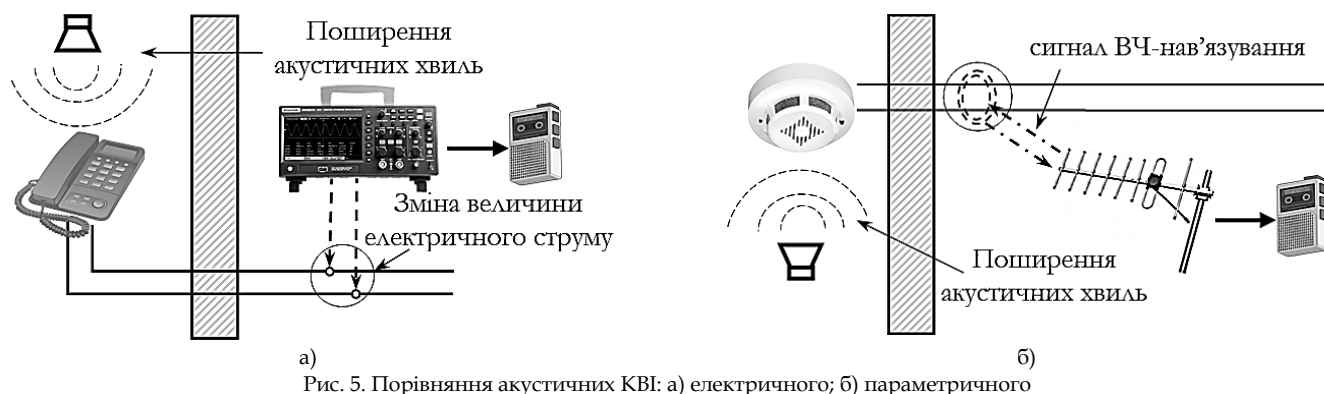 Поширення
акустичних хвиль
Зміна величини
електричного струму
а)
сигнал ВЧ-нав’язування
Поширення
акустичних хвиль
б)
Рис. 5. Порівняння акустичних КВІ: а) електричного; б) параметричного